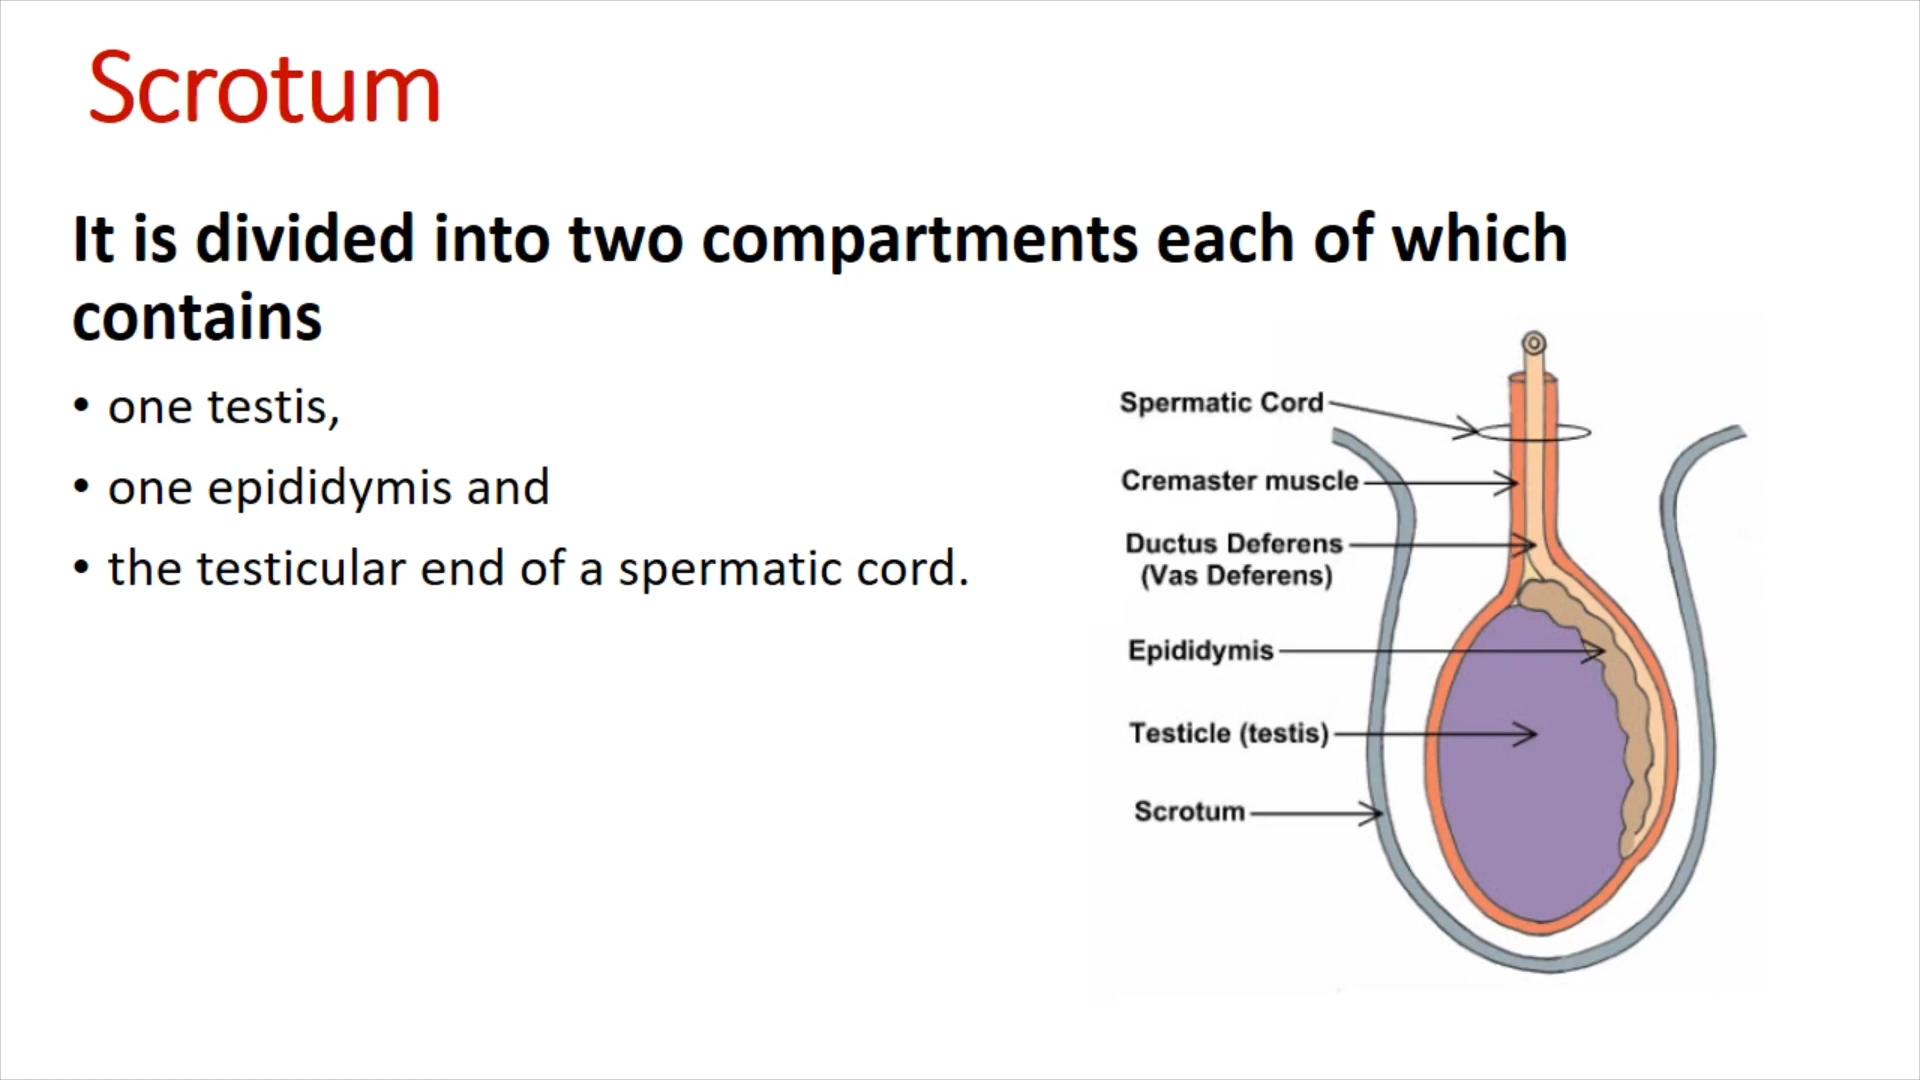 Scrotum
It is divided into two compartments each of which
contains
• one testis,
• one epididymis and
• the testicular end of a spermatic cord.
Spermatic Cord
Cremaster muscle
Ductus Deferens
(Vas Deferens)
Epididymis
Testicle (testis)
Scrotum